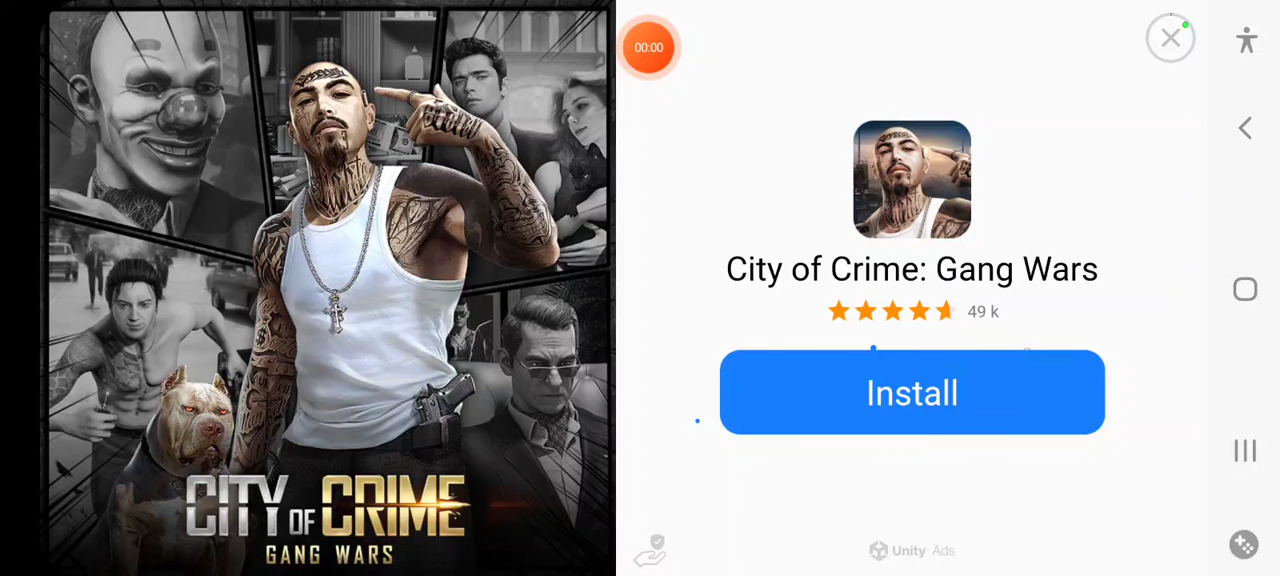 CITY OF CRIME
GANG WARS
00:00
City of Crime: Gang Wars
49 k
Install
Unity Ads